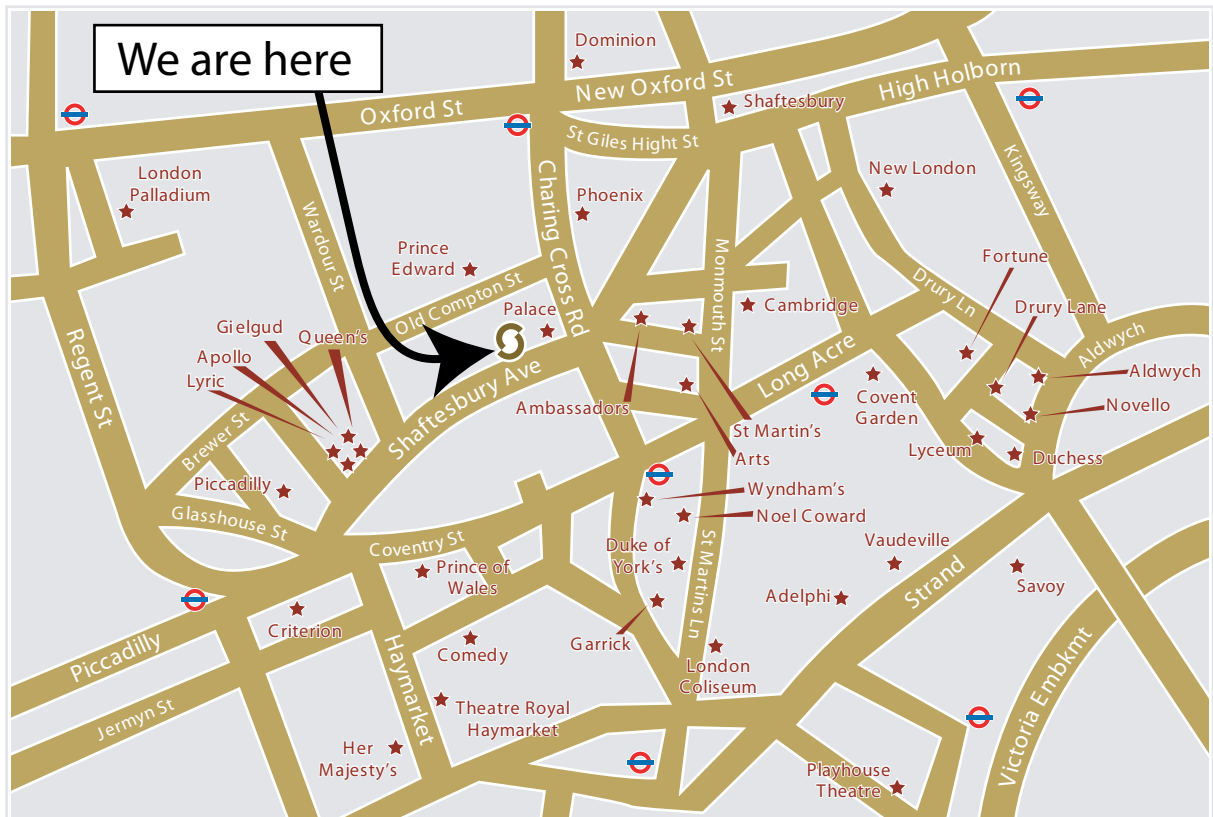 We are here
Dominion
New Oxford St
High Holborn
Oxford St
Shaftesbury
St Giles Hight St
London
Palladium
Wardour St
Charing Cross Rd
Phoenix
New London
Kingsway
Prince
Edward
Monmouth St
Fortune
Old Compton St
Drury Ln
Drury Lane
Palace
Cambridge
Gielgud
Queen's
Apollo
Lyric
Regent St
Aldwych
Aldwych
Long Acre
Shaftesbury Ave
Ambassadors
Covent
Garden
Novello
St Martin's
Arts
Brewer St
Lyceum
Duchess
Piccadilly
Wyndham's
Noel Coward
Glasshouse St
Coventry St
Duke of
York's
St Martins Ln
Vaudeville
Prince of
Wales
Strand
Savoy
Adelphi
Criterion
Garrick
Piccadilly
Haymarket
Comedy
London
Coliseum
Victoria Embkmt
Jermyn St
Theatre Royal
Haymarket
Her
Majesty's
Playhouse
Theatre